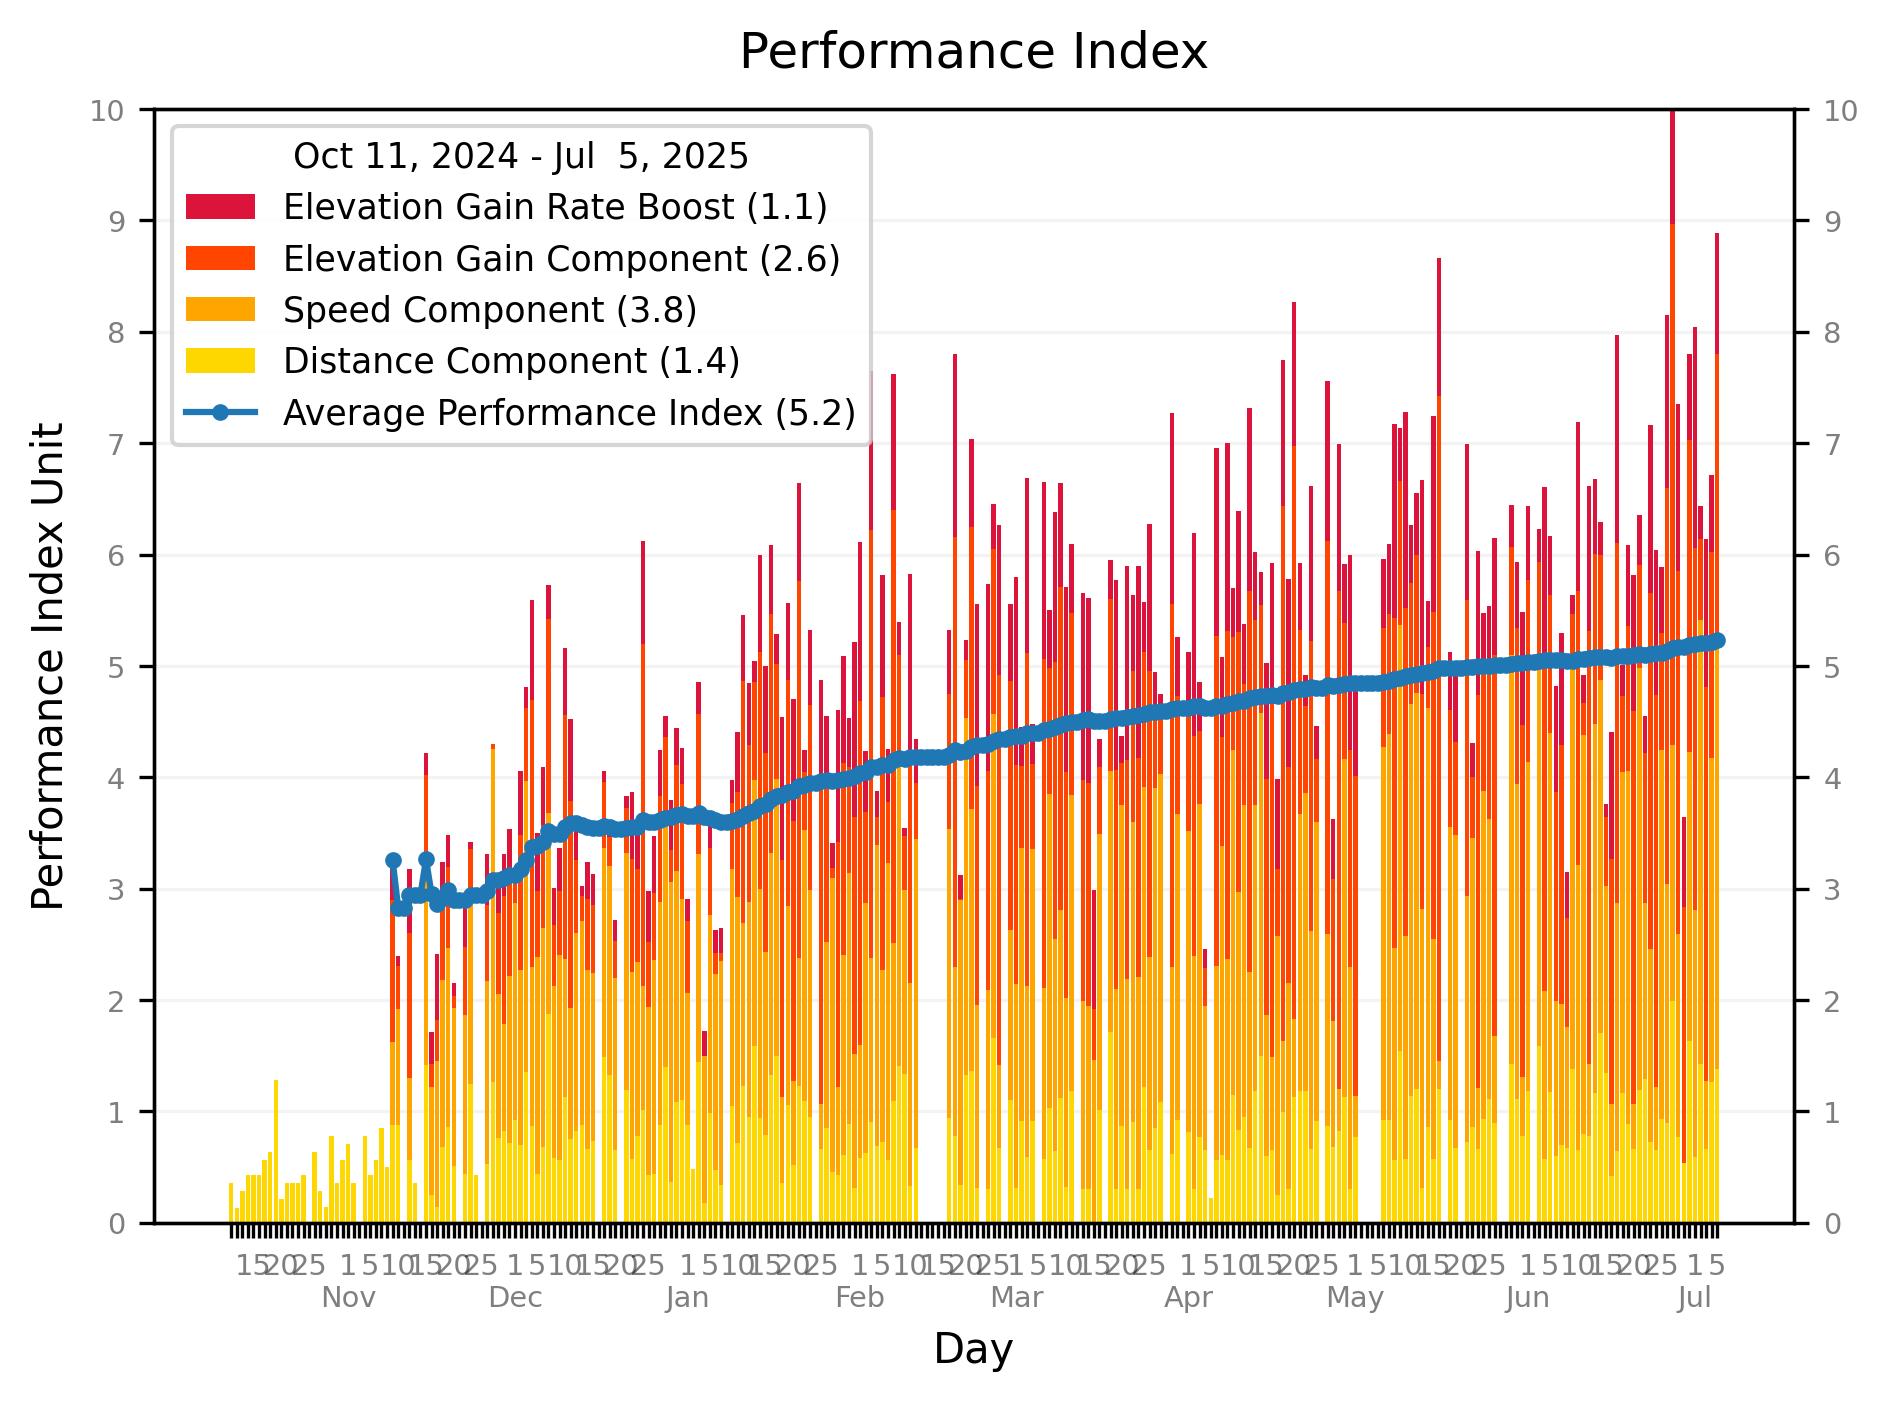 Performance Index
Oct 11, 2024 - Jul  5, 2025
Elevation Gain Rate Boost (1.1)
Elevation Gain Component (2.6)
Speed Component (3.8)
Distance Component (1.4)
Average Performance Index (5.2)
Performance Index Unit
10 10
9 9
8 8
7 7
6 6
5 5
4 4
3 3
2 2
1 1
0 0
15 20 25 1 5 10 15 20 25 1 5 10 15 20 25 1 5 10 15 20 25 1 5 10 15 20 25 1 5 10 15 20 25 1 5 10 15 20 25 1 5 10 15 20 25 1 5 10 15 20 25 1 5
Nov Dec Jan Feb Mar Apr May Jun Jul
Day